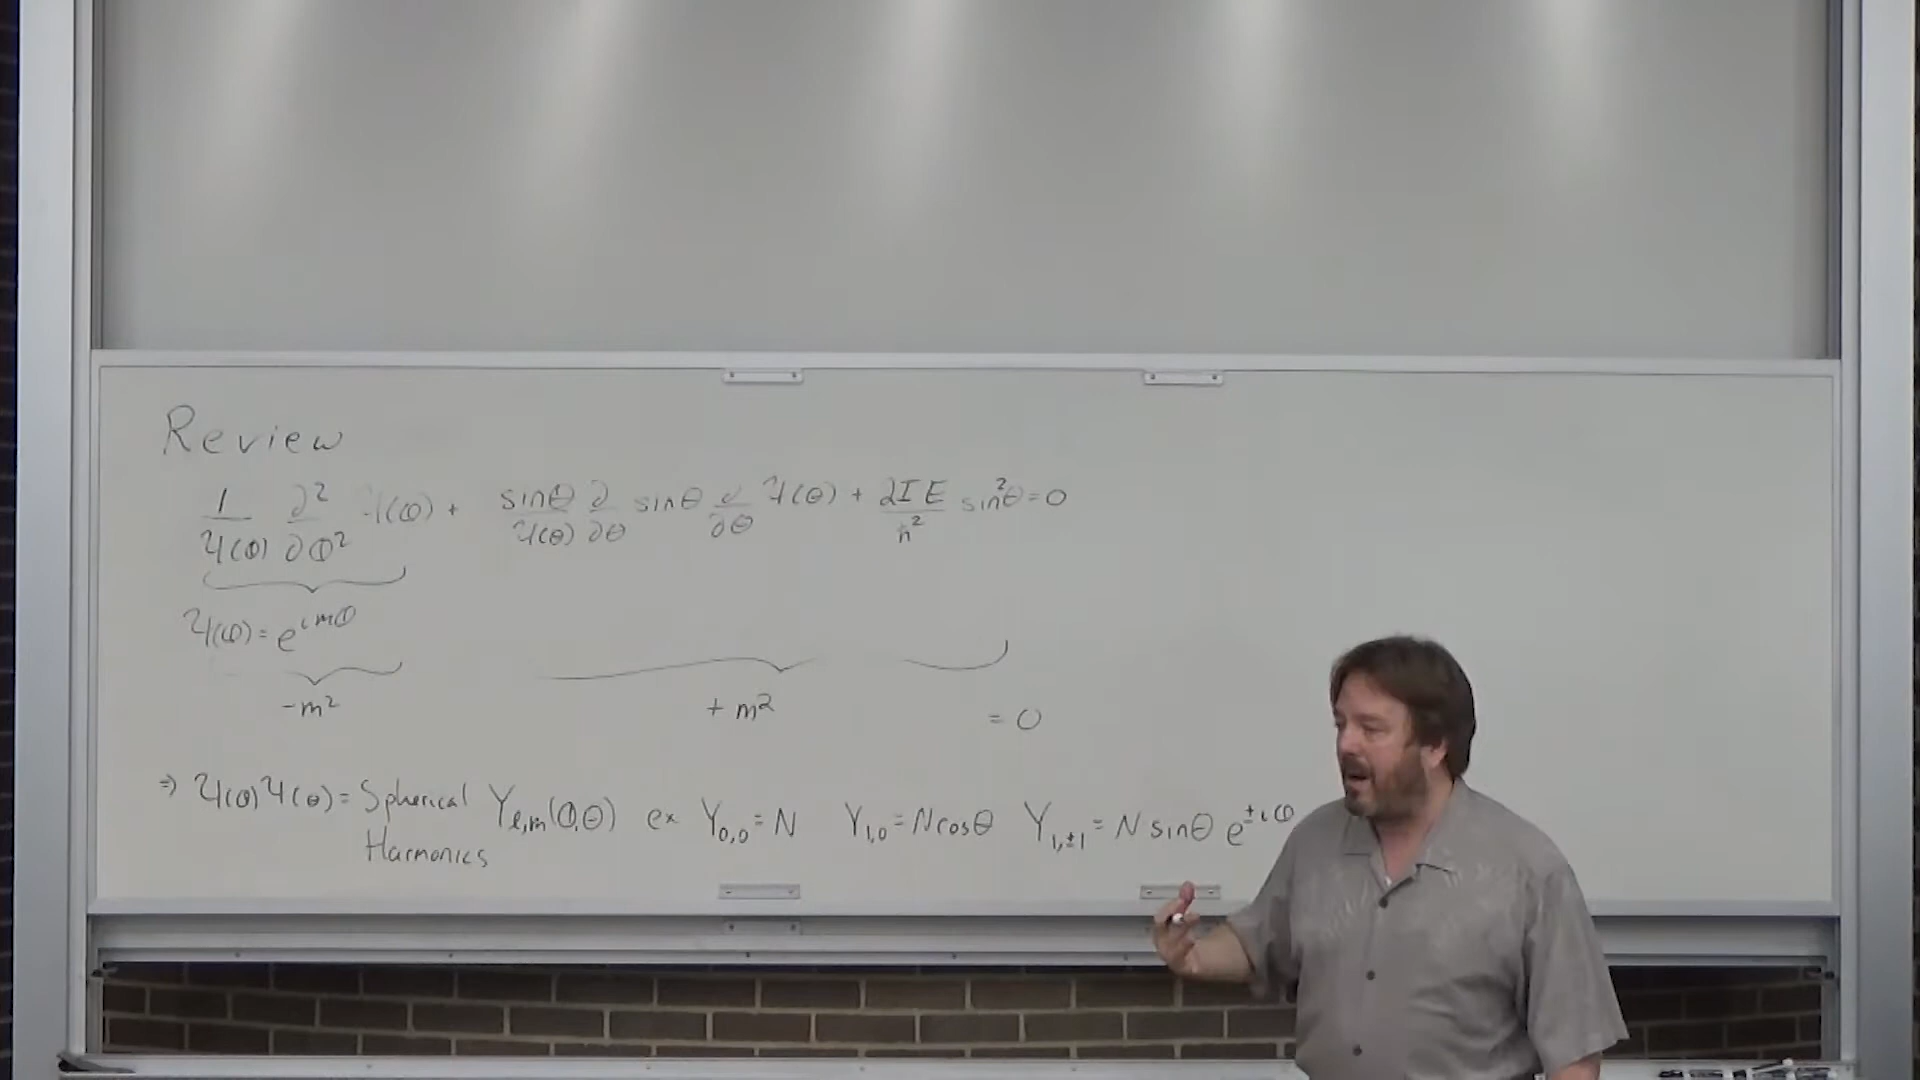 Review
1/Ψ(φ) ∂²/∂φ² Ψ(φ) + sinθ/Ψ(θ) ∂/∂θ sinθ ∂/∂θ Ψ(θ) + 2IE/ħ² sin²θ = 0
Ψ(φ) = e^{imφ}
-m² + m² = 0
⇒ Ψ(φ)Ψ(θ) = Spherical Harmonics Y_{ℓ,m}(φ,θ) ex Y_{0,0} = N Y_{1,0} = N cosθ Y_{1,±1} = N sinθ e^{±iφ}